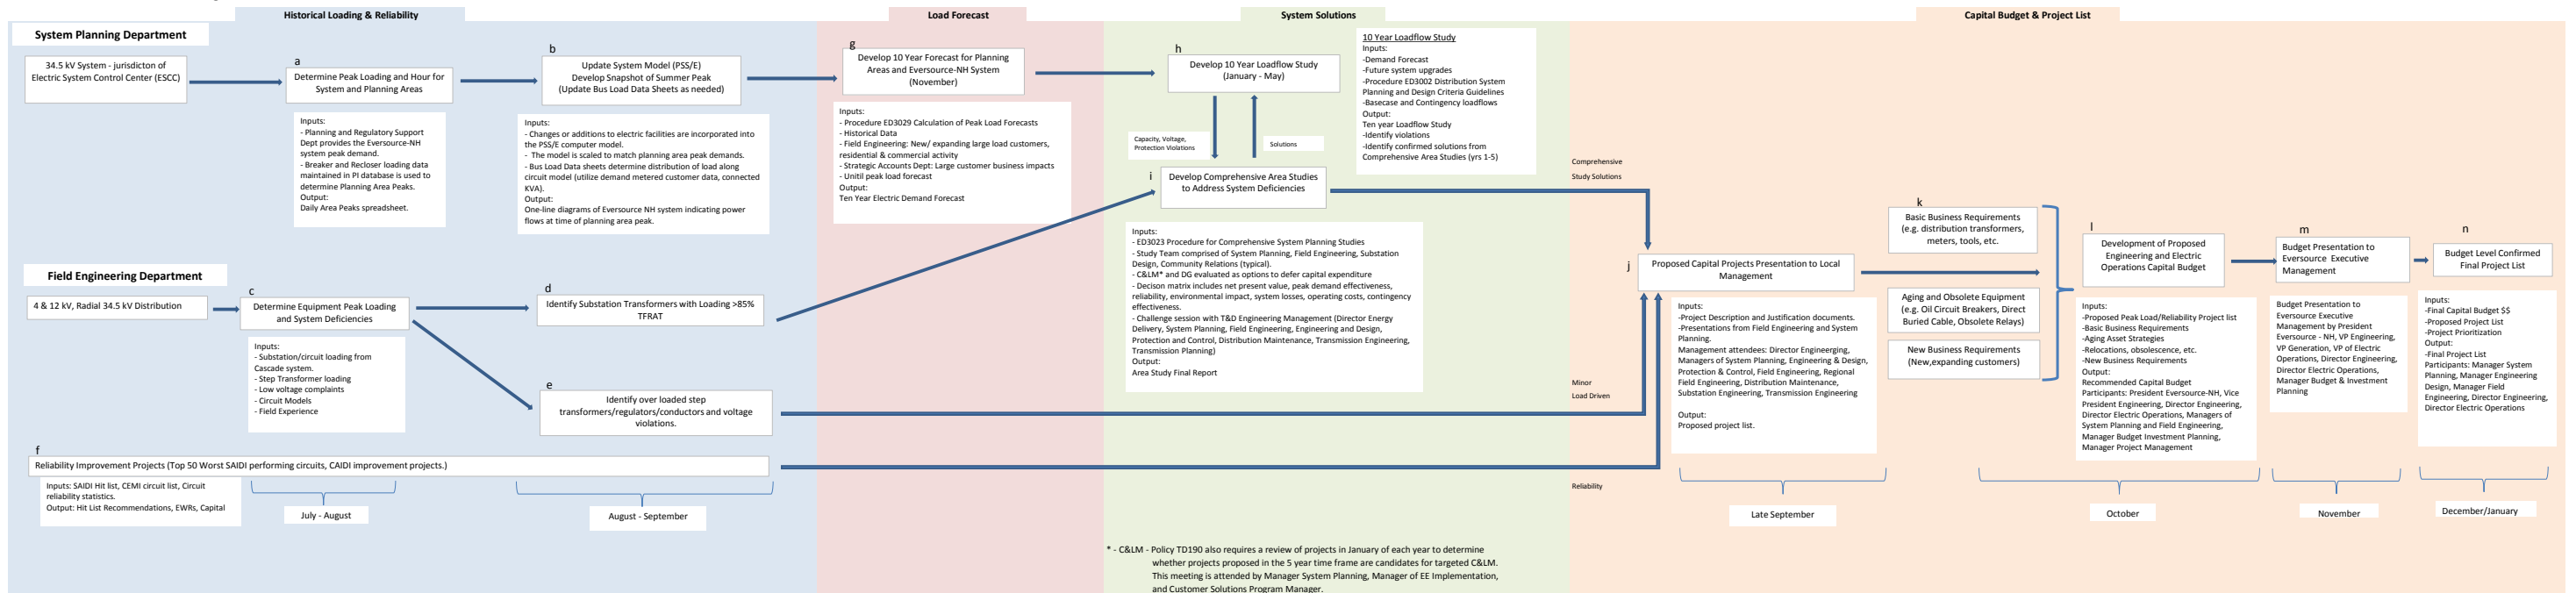 Historical Loading & Reliability
Load Forecast
System Solutions
Capital Budget & Project List
System Planning Department
34.5 kV System - jurisdicton of
Electric System Control Center (ESCC)
a
Determine Peak Loading and Hour for
System and Planning Areas
Inputs:
- Planning and Regulatory Support
Dept provides the Eversource-NH
system peak demand.
- Breaker and Recloser loading data
maintained in PI database is used to
determine Planning Area Peaks.
Output:
Daily Area Peaks spreadsheet.
b
Update System Model (PSS/E)
Develop Snapshot of Summer Peak
(Update Bus Load Data Sheets as needed)
Inputs:
- Changes or additions to electric facilities are incorporated into
the PSS/E computer model.
- The model is scaled to match planning area peak demands.
- Bus Load Data sheets determine distribution of load along
circuit model (utilize demand metered customer data, connected
KVA).
Output:
One-line diagrams of Eversource NH system indicating power
flows at time of planning area peak.
g
Develop 10 Year Forecast for Planning
Areas and Eversource-NH System
(November)
Inputs:
- Procedure ED3029 Calculation of Peak Load Forecasts
- Historical Data
- Field Engineering: New/ expanding large load customers,
residential & commercial activity
- Strategic Accounts Dept: Large customer business impacts
- Unitil peak load forecast
Output:
Ten Year Electric Demand Forecast
h
Develop 10 Year Loadflow Study
(January - May)
Capacity, Voltage,
Protection Violations
Solutions
10 Year Loadflow Study
Inputs:
-Demand Forecast
-Future system upgrades
-Procedure ED3002 Distribution System
Planning and Design Criteria Guidelines
-Basecase and Contingency loadflows
Output:
Ten year Loadflow Study
-Identify violations
-Identify confirmed solutions from
Comprehensive Area Studies (yrs 1-5)
i
Develop Comprehensive Area Studies
to Address System Deficiencies
Inputs:
- ED3023 Procedure for Comprehensive System Planning Studies
- Study Team comprised of System Planning, Field Engineering, Substation
Design, Community Relations (typical).
- C&LM* and DG evaluated as options to defer capital expenditure
- Decison matrix includes net present value, peak demand effectiveness,
reliability, environmental impact, system losses, operating costs, contingency
effectiveness.
- Challenge session with T&D Engineering Management (Director Energy
Delivery, System Planning, Field Engineering, Engineering and Design,
Protection and Control, Distribution Maintenance, Transmission Engineering,
Transmission Planning)
Output:
Area Study Final Report
Comprehensive
Study Solutions
Field Engineering Department
4 & 12 kV, Radial 34.5 kV Distribution
c
Determine Equipment Peak Loading
and System Deficiencies
Inputs:
- Substation/circuit loading from
Cascade system.
- Step Transformer loading
- Low voltage complaints
- Circuit Models
- Field Experience
d
Identify Substation Transformers with Loading >85%
TFRAT
e
Identify over loaded step
transformers/regulators/conductors and voltage
violations.
Minor
Load Driven
f
Reliability Improvement Projects (Top 50 Worst SAIDI performing circuits, CAIDI improvement projects.)
Inputs: SAIDI Hit list, CEMI circuit list, Circuit
reliability statistics.
Output: Hit List Recommendations, EWRs, Capital
Reliability
July - August
August - September
j
Proposed Capital Projects Presentation to Local
Management
Inputs:
-Project Description and Justification documents.
-Presentations from Field Engineering and System
Planning.
Management attendees: Director Engineerging,
Managers of System Planning, Engineering & Design,
Protection & Control, Field Engineering, Regional
Field Engineering, Distribution Maintenance,
Substation Engineering, Transmission Engineering
Output:
Proposed project list.
Late September
k
Basic Business Requirements
(e.g. distribution transformers,
meters, tools, etc.
Aging and Obsolete Equipment
(e.g. Oil Circuit Breakers, Direct
Buried Cable, Obsolete Relays)
New Business Requirements
(New,expanding customers)
l
Development of Proposed
Engineering and Electric
Operations Capital Budget
Inputs:
-Proposed Peak Load/Reliability Project list
-Basic Business Requirements
-Aging Asset Strategies
-Relocations, obsolescence, etc.
-New Business Requirements
Output:
Recommended Capital Budget
Participants: President Eversource-NH, Vice
President Engineering, Director Engineering,
Director Electric Operations, Managers of
System Planning and Field Engineering,
Manager Budget Investment Planning,
Manager Project Management
October
m
Budget Presentation to
Eversource Executive
Management
Budget Presentation to
Eversource Executive
Management by President
Eversource - NH, VP Engineering,
VP Generation, VP of Electric
Operations, Director Engineering,
Director Electric Operations,
Manager Budget & Investment
Planning
November
n
Budget Level Confirmed
Final Project List
Inputs:
-Final Capital Budget $$
-Proposed Project List
-Project Prioritization
Output:
-Final Project List
Participants: Manager System
Planning, Manager Engineering
Design, Manager Field
Engineering, Director Engineering,
Director Electric Operations
December/January
* - C&LM - Policy TD190 also requires a review of projects in January of each year to determine
whether projects proposed in the 5 year time frame are candidates for targeted C&LM.
This meeting is attended by Manager System Planning, Manager of EE Implementation,
and Customer Solutions Program Manager.